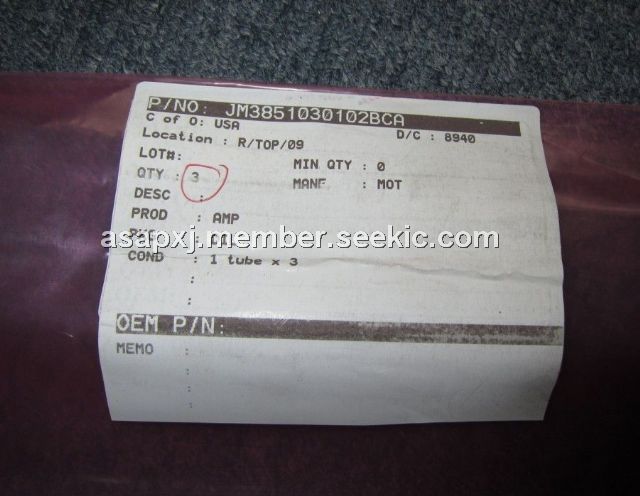 P/NO: JM3851030102BCA
C of O: USA D/C : 8940
Location : R/TOP/09
LOT#: MIN QTY : 0
QTY : 3 MANF : MOT
DESC :
PROD : AMP
asapxj.member.seekic.com
COND : 1 tube x 3
:
:
OEM P/N:
MEMO :
:
:
: